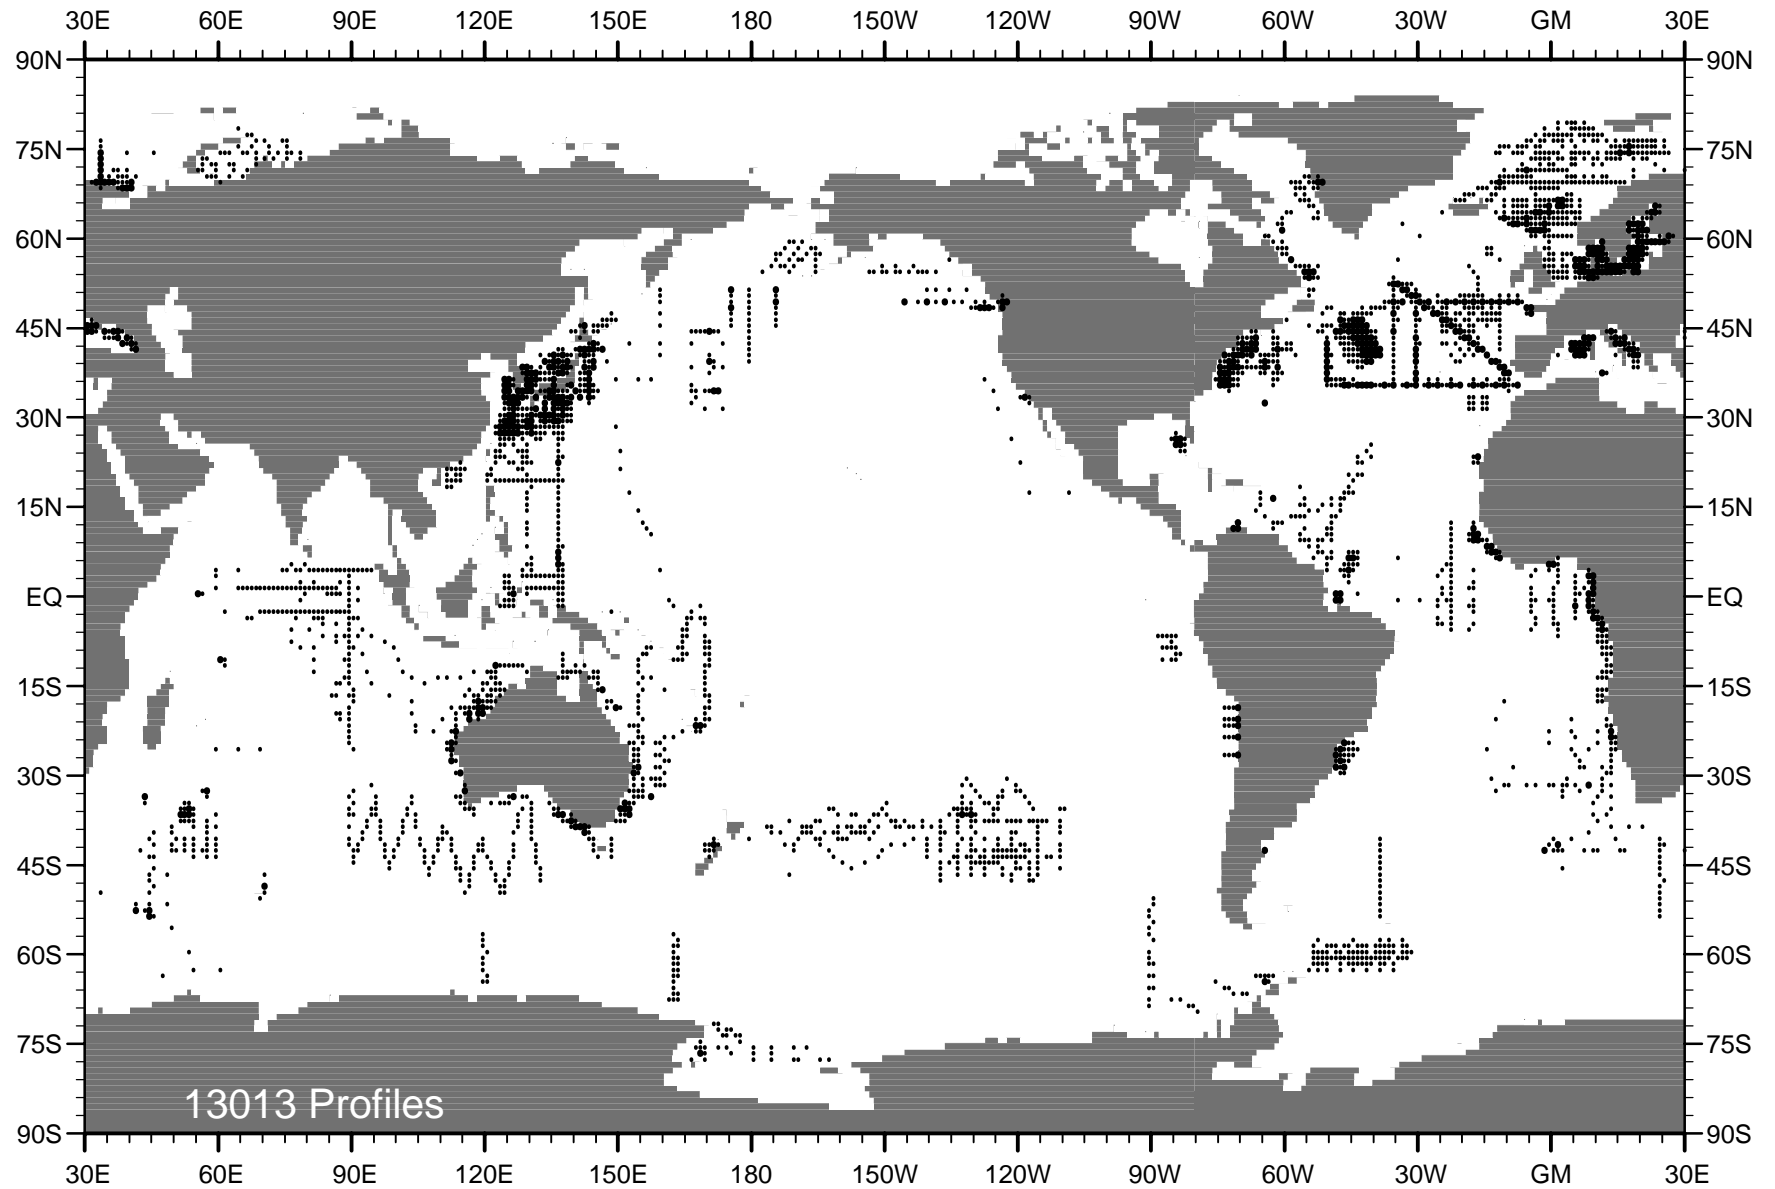 30E 60E 90E 120E 150E 180 150W 120W 90W 60W 30W GM 30E
90N 90N
75N 75N
60N 60N
45N 45N
30N 30N
15N 15N
EQ EQ
15S 15S
30S 30S
45S 45S
60S 60S
75S 75S
13013 Profiles
90S 90S
30E 60E 90E 120E 150E 180 150W 120W 90W 60W 30W GM 30E